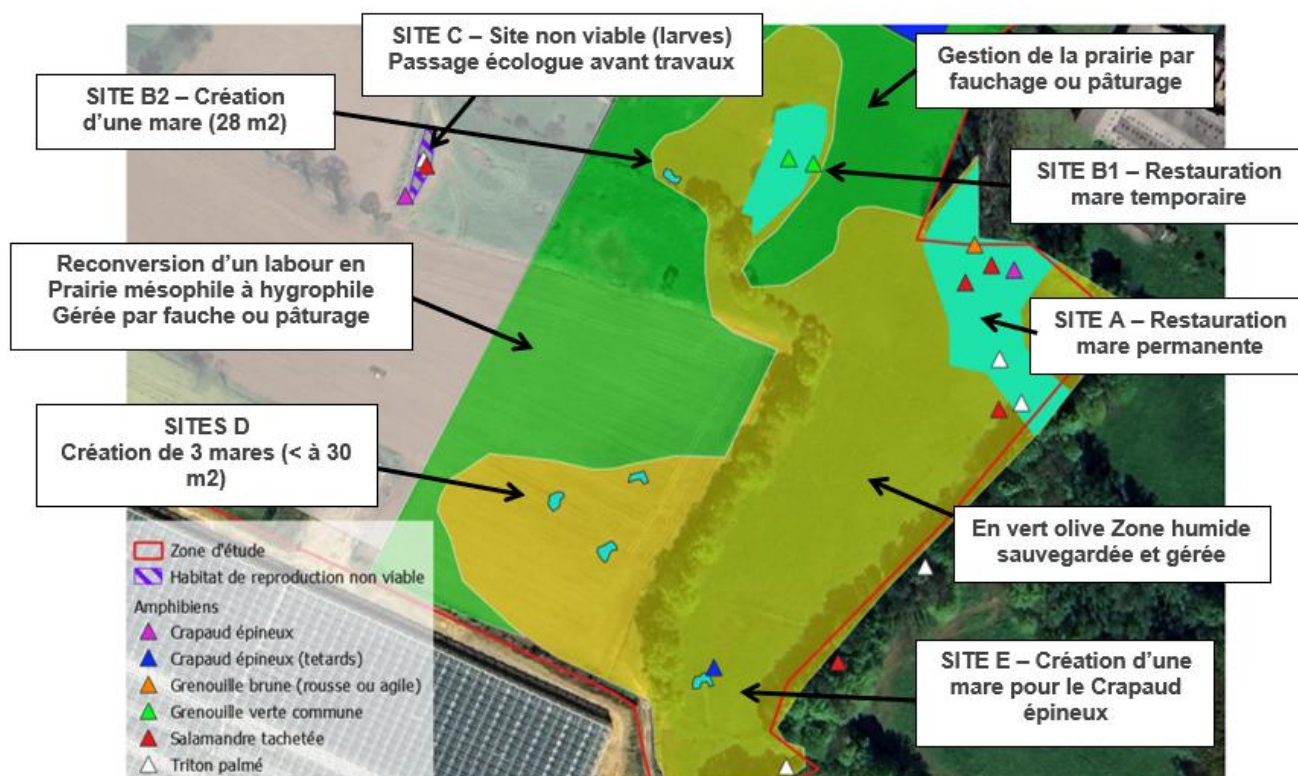 SITE C – Site non viable (larves)
Passage écologue avant travaux
Gestion de la prairie par
fauchage ou pâturage
SITE B2 – Création
d'une mare (28 m2)
SITE B1 – Restauration
mare temporaire
Reconversion d'un labour en
Prairie mésophile à hygrophile
Gérée par fauche ou pâturage
SITE A – Restauration
mare permanente
SITES D
Création de 3 mares (< à 30
m2)
En vert olive Zone humide
sauvegardée et gérée
SITE E – Création d'une
mare pour le Crapaud
épineux
Zone d'étude
Habitat de reproduction non viable
Amphibiens
Crapaud épineux
Crapaud épineux (tetards)
Grenouille brune (rousse ou agile)
Grenouille verte commune
Salamandre tachetée
Triton palmé